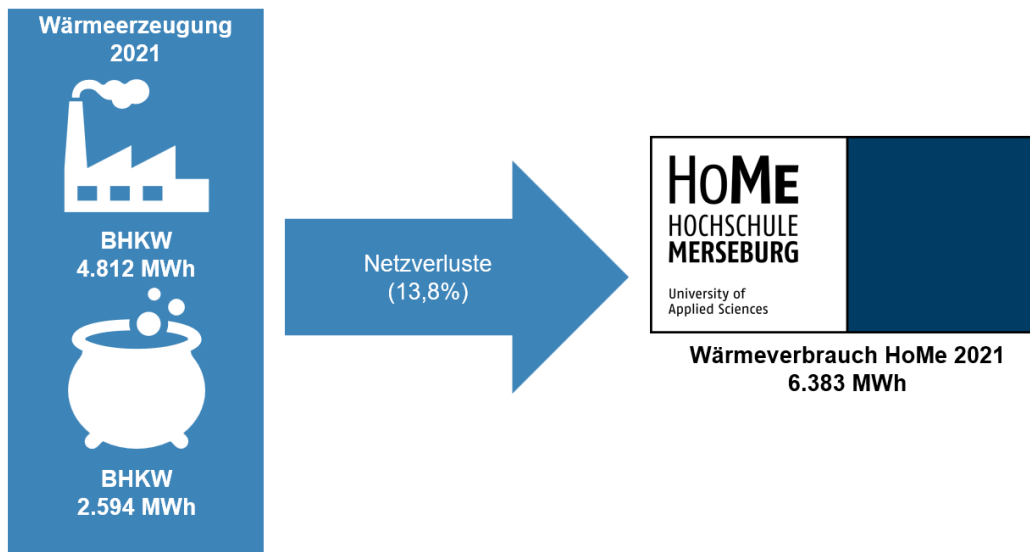 Wärmeerzeugung
2021
BHKW
4.812 MWh
BHKW
2.594 MWh
Netzverluste
(13,8%)
HOME
HOCHSCHULE
MERSEBURG
University of
Applied Sciences
Wärmeverbrauch HoMe 2021
6.383 MWh